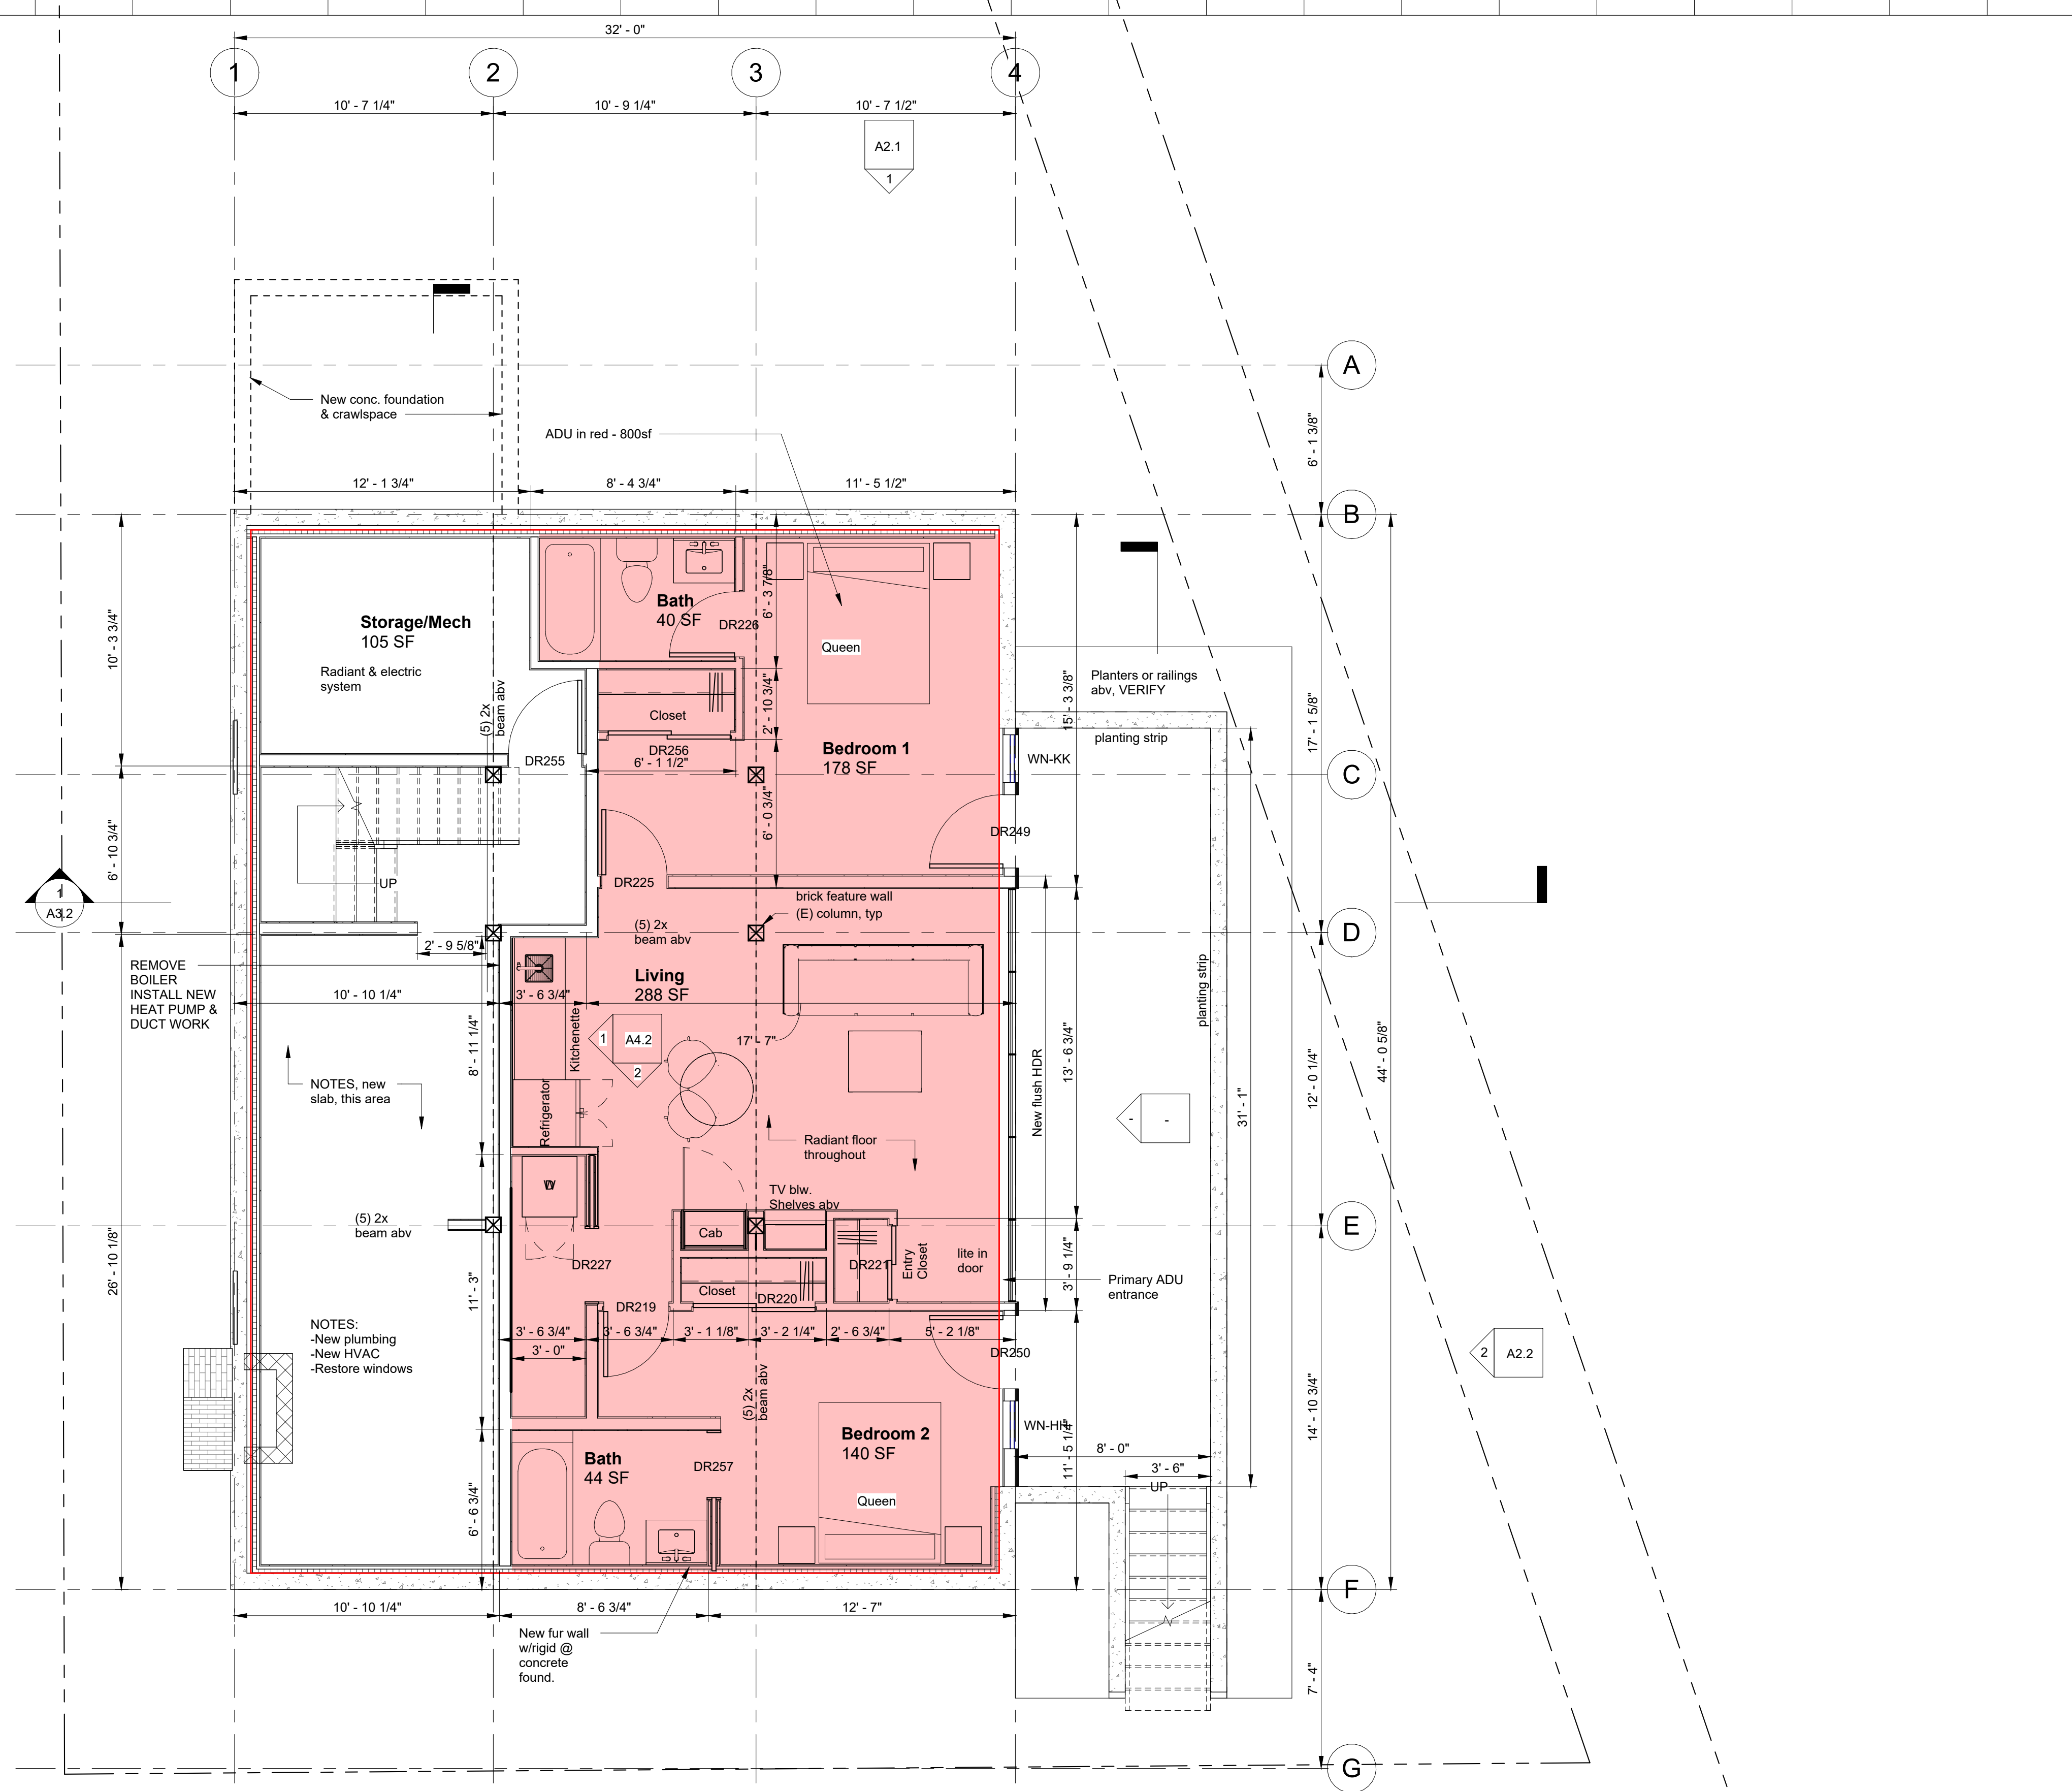 32' - 0"
1
2
3
4
10' - 7 1/4"
10' - 9 1/4"
10' - 7 1/2"
A2.1
1
A
New conc. foundation
& crawlspace
6' - 1 3/8"
ADU in red - 800sf
12' - 1 3/4"
8' - 4 3/4"
11' - 5 1/2"
B
10' - 3 3/4"
Storage/Mech
105 SF
Radiant & electric
system
(5) 2x
beam abv
Bath
40 SF
DR226
6' - 3 7/8"
Queen
Closet
2' - 10 3/4"
15' - 3 3/8"
Planters or railings
abv, VERIFY
17' - 1 5/8"
planting strip
DR255
DR256
6' - 1 1/2"
Bedroom 1
178 SF
WN-KK
C
6' - 0 3/4"
DR249
6' - 10 3/4"
UP
DR225
1
A3.2
brick feature wall
(E) column, typ
(5) 2x
beam abv
D
2' - 9 5/8"
REMOVE
BOILER
INSTALL NEW
HEAT PUMP &
DUCT WORK
Living
288 SF
10' - 10 1/4"
3' - 6 3/4"
planting strip
8' - 11 1/4"
Kitchenette
1
A4.2
2
17' - 7"
New flush HDR
13' - 6 3/4"
12' - 0 1/4"
44' - 0 5/8"
NOTES, new
slab, this area
Refrigerator
31' - 1"
-
-
Radiant floor
throughout
TV blw.
Shelves abv
(5) 2x
beam abv
Cab
E
26' - 10 1/8"
11' - 3"
DR227
DR221
Entry
Closet
lite in
door
3' - 9 1/4"
Primary ADU
entrance
Closet
DR220
DR219
NOTES:
-New plumbing
-New HVAC
-Restore windows
3' - 6 3/4"
3' - 6 3/4"
3' - 1 1/8"
3' - 2 1/4"
2' - 6 3/4"
5' - 2 1/8"
3' - 0"
DR250
2
A2.2
(5) 2x
beam abv
14' - 10 3/4"
WN-HH
11' - 5 1/4"
8' - 0"
Bath
44 SF
DR257
Bedroom 2
140 SF
3' - 6"
UP
6' - 6 3/4"
Queen
F
10' - 10 1/4"
8' - 6 3/4"
12' - 7"
New fur wall
w/rigid @
concrete
found.
7' - 4"
G